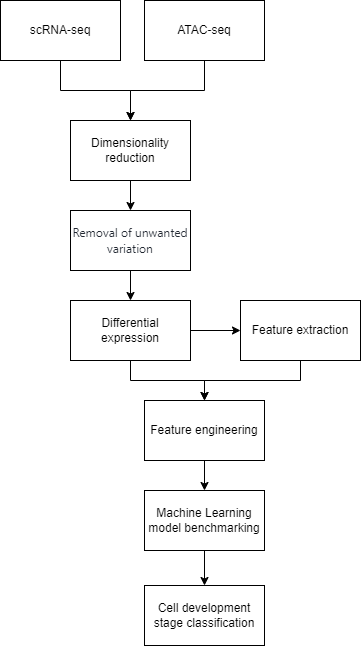 scRNA-seq
ATAC-seq
Dimensionality
reduction
Removal of unwanted
variation
Differential
expression
Feature extraction
Feature engineering
Machine Learning
model benchmarking
Cell development
stage classification